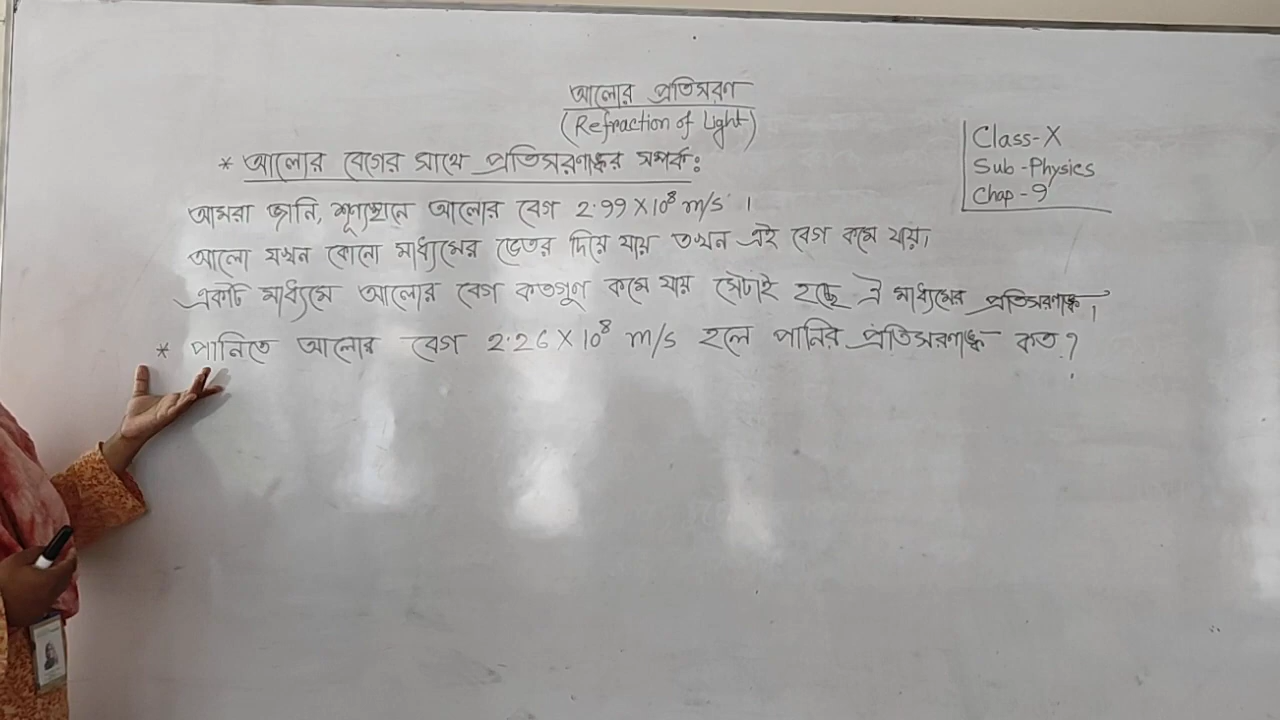 আলোর প্রতিসরণ
(Refraction of Light)
Class-X
Sub-Physics
Chap-9
* আলোর বেগের সাথে প্রতিসরণাঙ্কের সম্পর্ক:
আমরা জানি, শূণ্যস্থানে আলোর বেগ 2.99 X 10⁸ m/s ।
আলো যখন কোনো মাধ্যমের ভেতর দিয়ে যায় তখন এই বেগ কমে যায়,
একটি মাধ্যমে আলোর বেগ কতগুণ কমে যায় সেটাই হচ্ছে ঐ মাধ্যমের প্রতিসরণাঙ্ক।
* পানিতে আলোর বেগ 2.26 X 10⁸ m/s হলে পানির প্রতিসরণাঙ্ক কত?